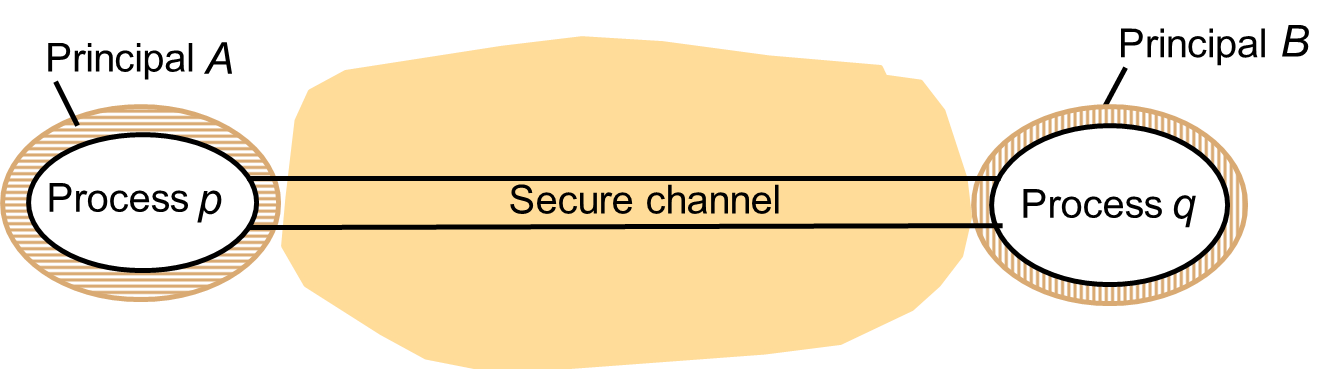 Principal A
Principal B
Process p
Secure channel
Process q